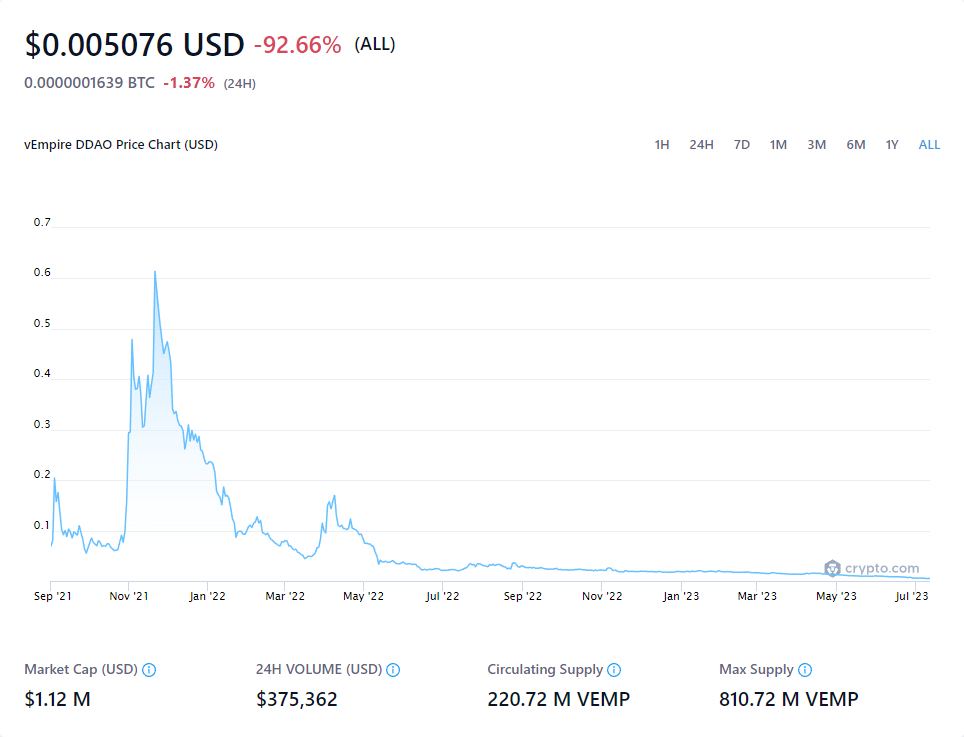 $0.005076 USD -92.66% (ALL)
0.0000001639 BTC -1.37% (24H)
vEmpire DDAO Price Chart (USD) 1H 24H 7D 1M 3M 6M 1Y ALL
0.7
0.6
0.5
0.4
0.3
0.2
0.1
crypto.com
Sep '21 Nov '21 Jan '22 Mar '22 May '22 Jul '22 Sep '22 Nov '22 Jan '23 Mar '23 May '23 Jul '23
Market Cap (USD) 24H VOLUME (USD) Circulating Supply Max Supply
$1.12 M $375,362 220.72 M VEMP 810.72 M VEMP